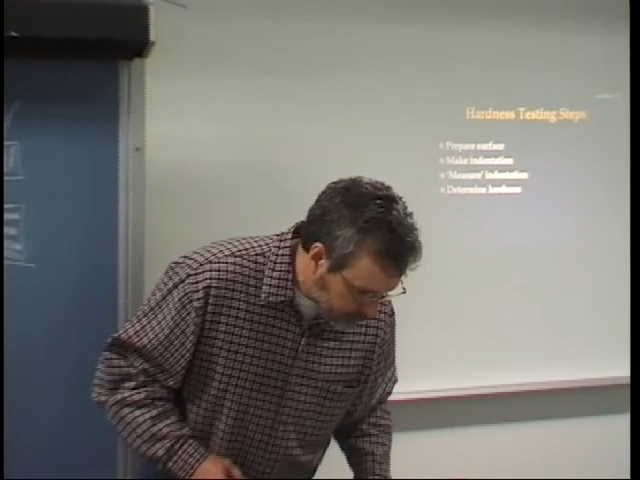 Hardness Testing Steps
Prepare surface
Make indentation
'Measure' indentation
Determine hardness